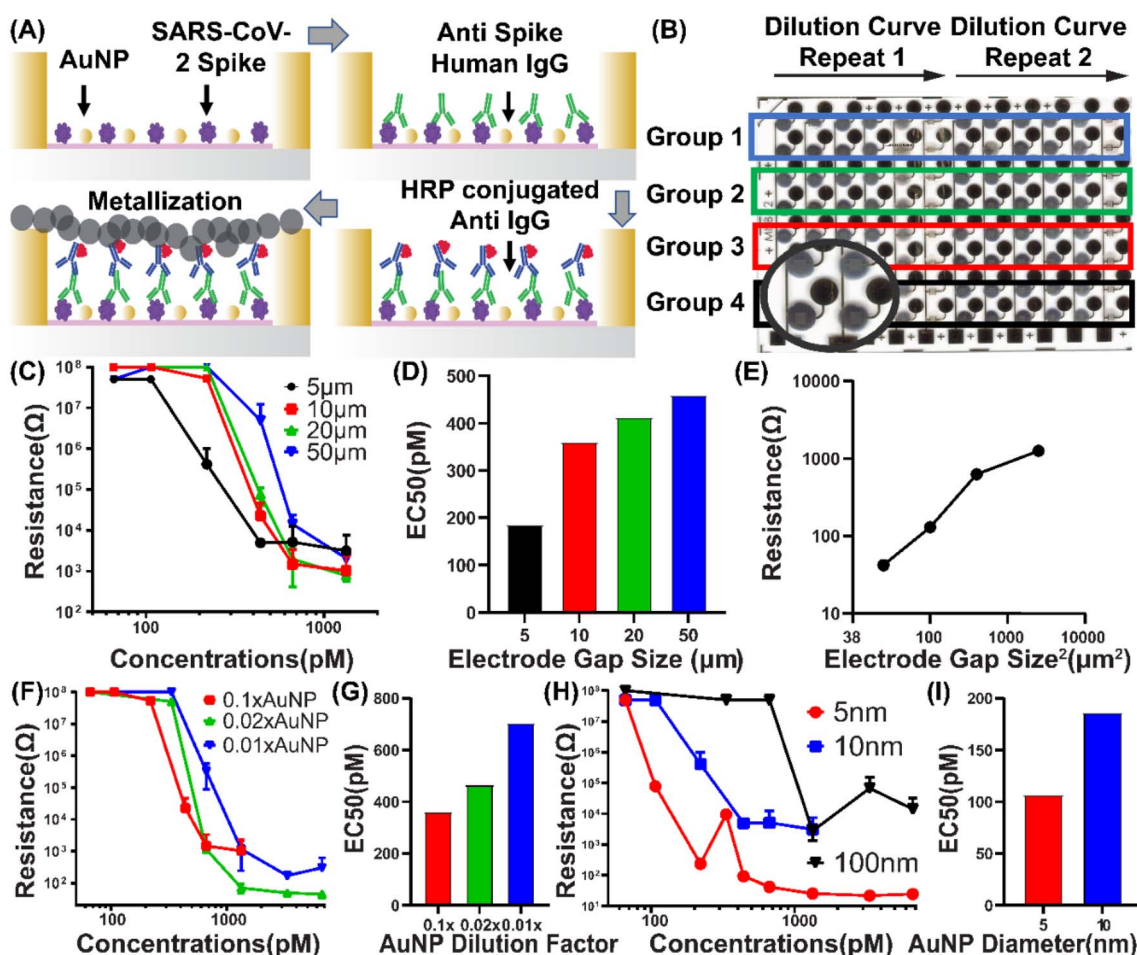 (A)
AuNP
SARS-CoV-
2 Spike
Anti Spike
Human IgG
Metallization
HRP conjugated
Anti IgG
(B)
Dilution Curve
Repeat 1
Dilution Curve
Repeat 2
Group 1
Group 2
Group 3
Group 4
(C)
Resistance(Ω)
10⁸
10⁷
10⁶
10⁵
10⁴
10³
10²
100
1000
Concentrations(pM)
5μm
10μm
20μm
50μm
(D)
EC50(pM)
500
400
300
200
100
0
5
10
20
50
Electrode Gap Size (μm)
(E)
Resistance(Ω)
10000
1000
100
10
38
100
1000
10000
Electrode Gap Size²(μm²)
(F)
Resistance(Ω)
10⁸
10⁷
10⁶
10⁵
10⁴
10³
10²
100
1000
Concentrations(pM)
0.1xAuNP
0.02xAuNP
0.01xAuNP
(G)
EC50(pM)
800
600
400
200
0
0.1x
0.02x
0.01x
AuNP Dilution Factor
(H)
Resistance(Ω)
10⁸
10⁷
10⁶
10⁵
10⁴
10³
10²
10¹
100
1000
Concentrations(pM)
5nm
10nm
100nm
(I)
EC50(pM)
200
150
100
50
0
5
10
AuNP Diameter(nm)